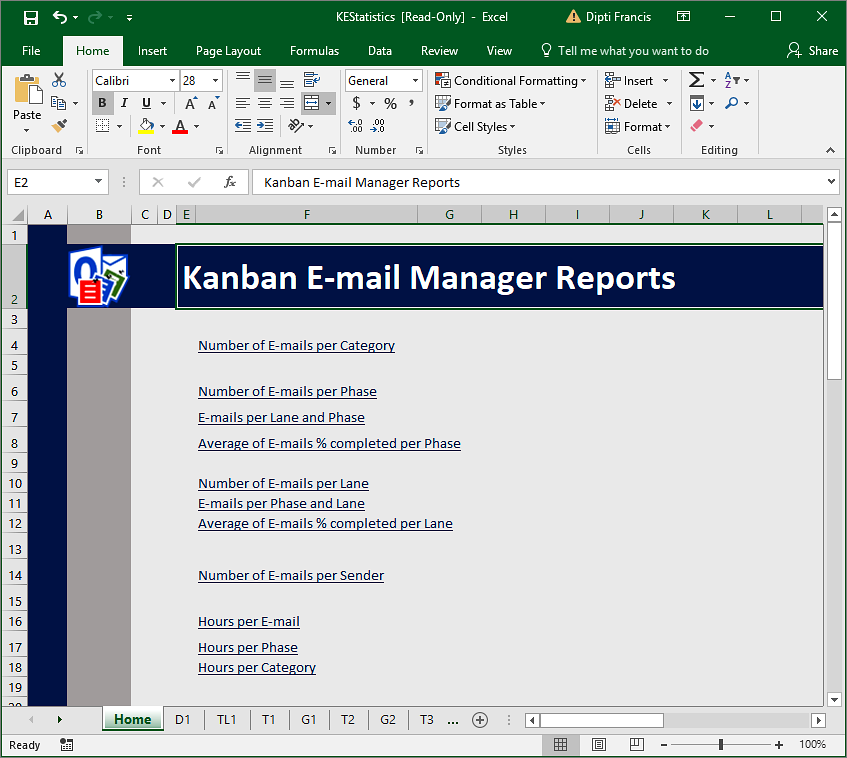 KEStatistics [Read-Only] - Excel
Dipti Francis
File Home Insert Page Layout Formulas Data Review View Tell me what you want to do Share
Calibri 28 General Conditional Formatting Insert
Paste B I U A A $ % , Format as Table Delete
A Cell Styles Format
Clipboard Font Alignment Number Styles Cells Editing
E2 fx Kanban E-mail Manager Reports
A B C D E F G H I J K L
1
2 Kanban E-mail Manager Reports
3
4 Number of E-mails per Category
5
6 Number of E-mails per Phase
7 E-mails per Lane and Phase
8 Average of E-mails % completed per Phase
9
10 Number of E-mails per Lane
11 E-mails per Phase and Lane
12 Average of E-mails % completed per Lane
13
14 Number of E-mails per Sender
15
16 Hours per E-mail
17 Hours per Phase
18 Hours per Category
19
Home D1 TL1 T1 G1 T2 G2 T3 ...
Ready 100%